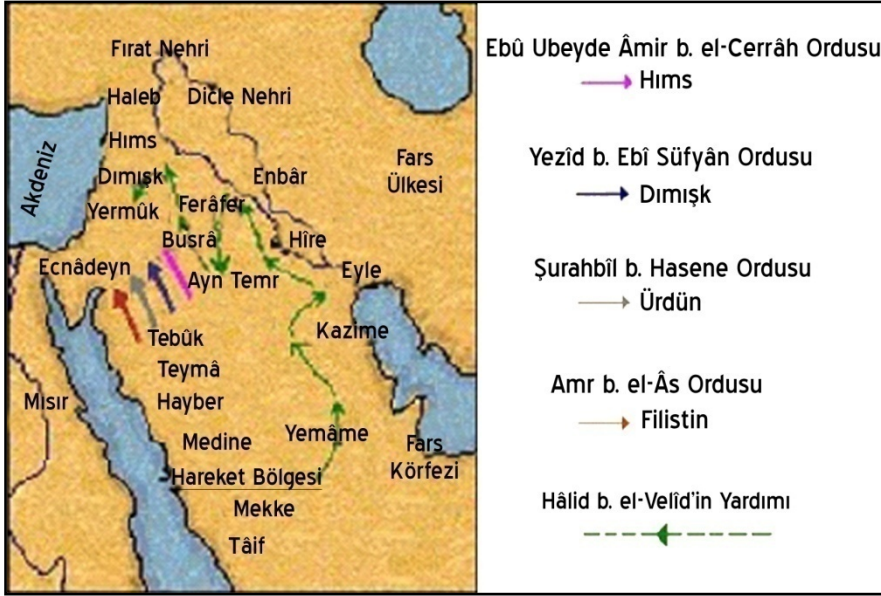 Fırat Nehri
Haleb
Dicle Nehri
Hıms
Akdeniz
Dımışk
Enbâr
Fars
Ülkesi
Yermûk
Ferâfer
Busrâ
Hîre
Ecnâdeyn
Ayn Temr
Eyle
Tebûk
Kazime
Teymâ
Mısır
Hayber
Medine
Yemâme
Fars
Körfezi
Hareket Bölgesi
Mekke
Tâif
Ebû Ubeyde Âmir b. el-Cerrâh Ordusu
Hıms
Yezîd b. Ebî Süfyân Ordusu
Dımışk
Şurahbîl b. Hasene Ordusu
Ürdün
Amr b. el-Âs Ordusu
Filistin
Hâlid b. el-Velîd'in Yardımı